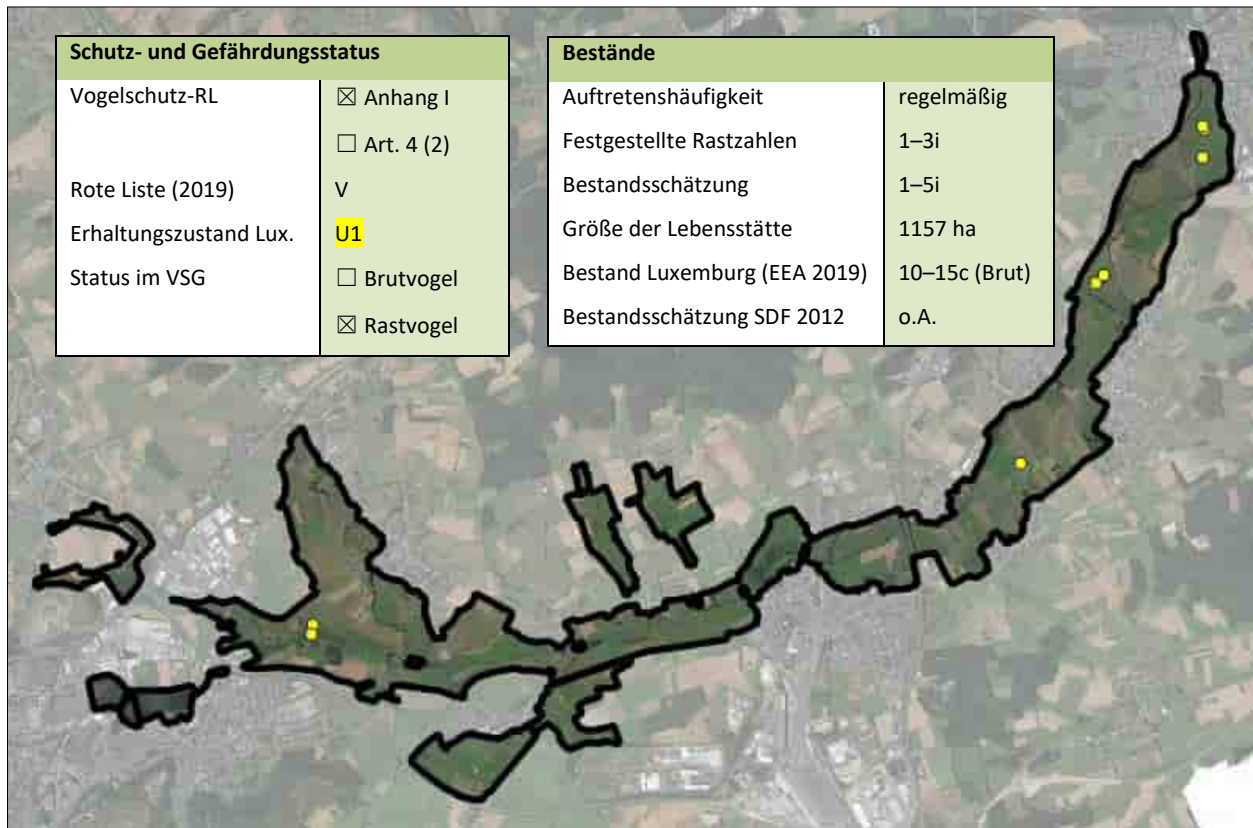 Schutz- und Gefährdungsstatus
Vogelschutz-RL ☒ Anhang I
☐ Art. 4 (2)
Rote Liste (2019) V
Erhaltungszustand Lux. U1
Status im VSG ☐ Brutvogel
☒ Rastvogel
Bestände
Auftretenshäufigkeit regelmäßig
Festgestellte Rastzahlen 1–3i
Bestandsschätzung 1–5i
Größe der Lebensstätte 1157 ha
Bestand Luxemburg (EEA 2019) 10–15c (Brut)
Bestandsschätzung SDF 2012 o.A.